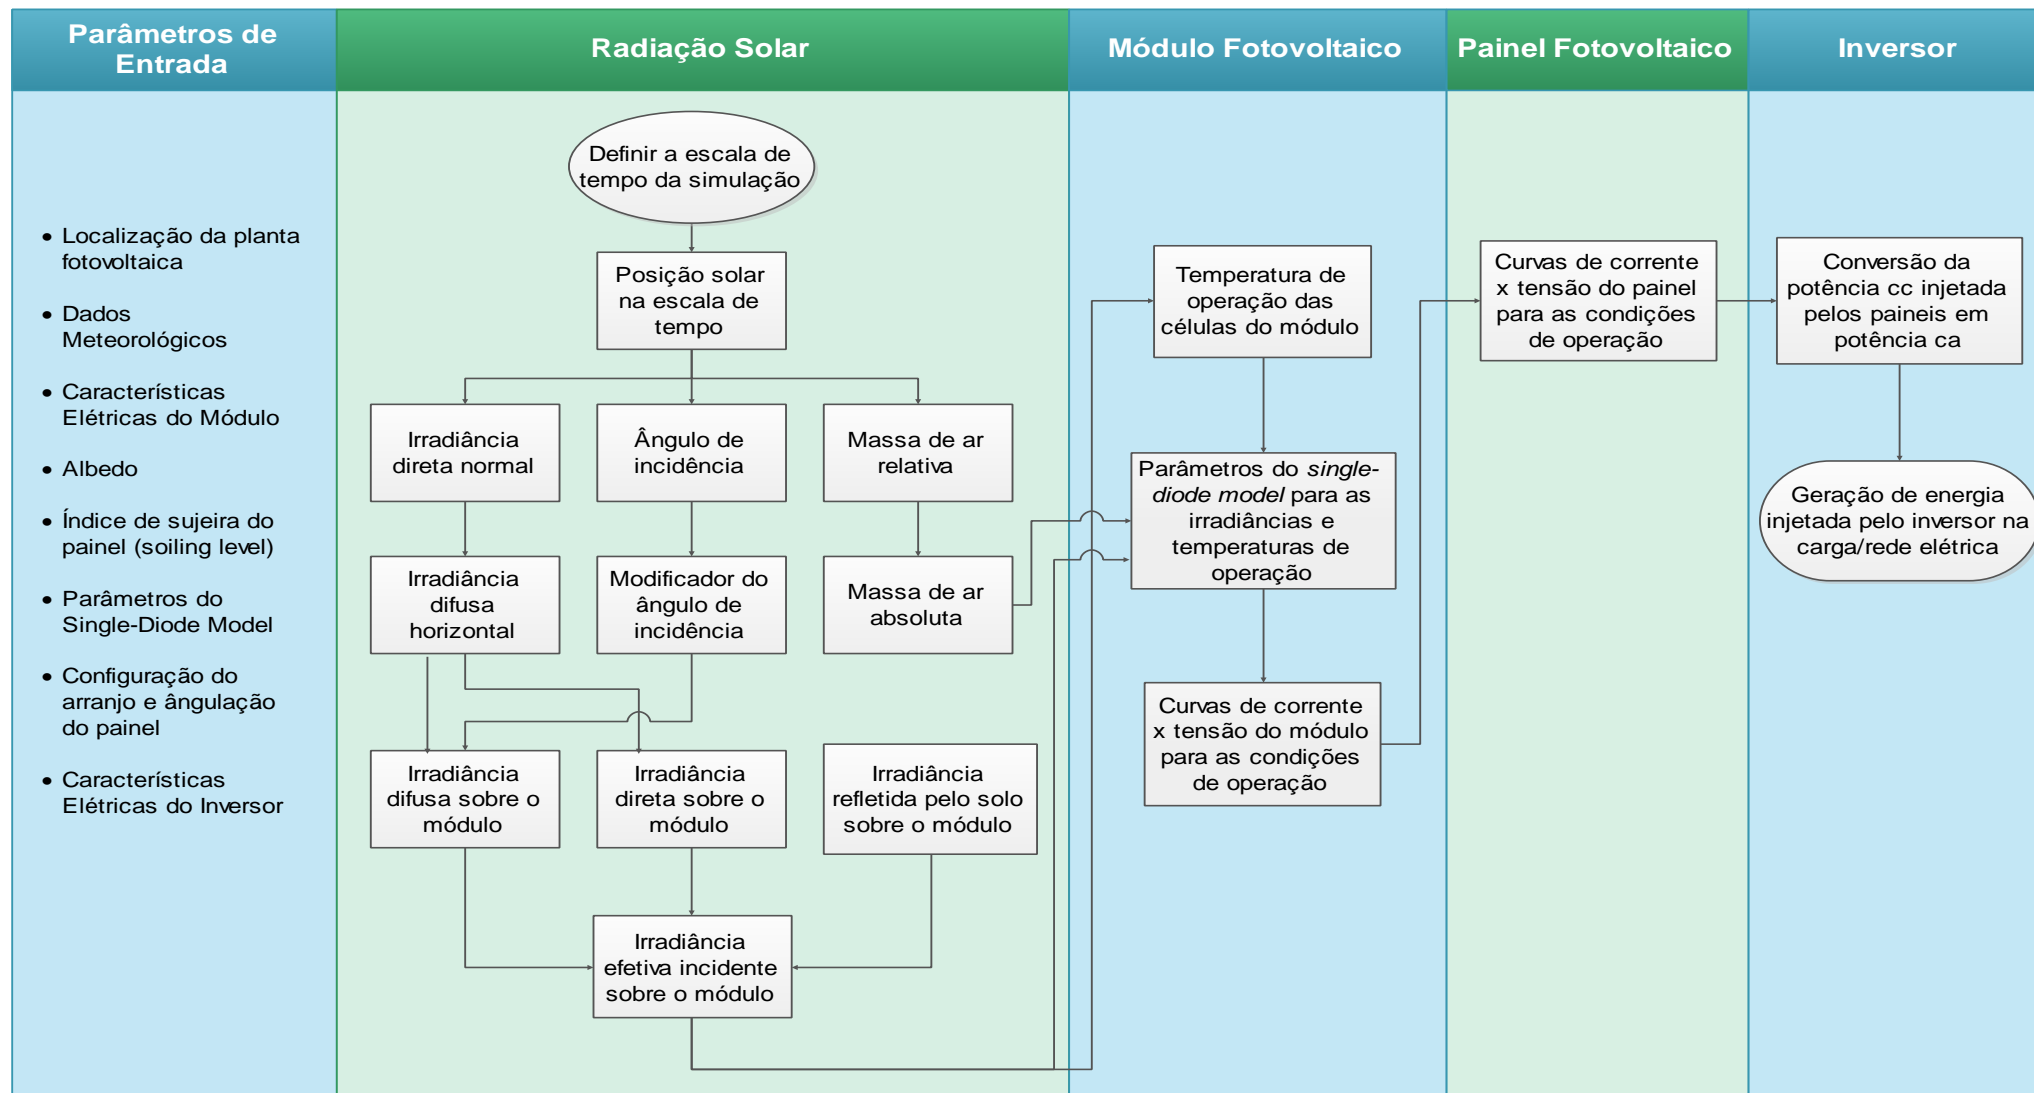 Parâmetros de
Entrada
Radiação Solar
Módulo Fotovoltaico
Painel Fotovoltaico
Inversor
• Localização da planta
fotovoltaica
• Dados
Meteorológicos
• Característícas
Elétricas do Módulo
• Albedo
• Índice de sujeira do
painel (soiling level)
• Parâmetros do
Single-Diode Model
• Configuração do
arranjo e ângulação
do painel
• Característícas
Elétricas do Inversor
Definir a escala de
tempo da simulação
Posição solar
na escala de
tempo
Irradiância
direta normal
Ângulo de
incidência
Massa de ar
relativa
Irradiância
difusa
horizontal
Modificador do
ângulo de
incidência
Massa de ar
absoluta
Irradiância
difusa sobre o
módulo
Irradiância
direta sobre o
módulo
Irradiância
refletida pelo solo
sobre o módulo
Irradiância
efetiva incidente
sobre o módulo
Temperatura de
operação das
células do módulo
Parâmetros do single-
diode model para as
irradiâncias e
temperaturas de
operação
Curvas de corrente
x tensão do módulo
para as condições
de operação
Curvas de corrente
x tensão do painel
para as condições
de operação
Conversão da
potência cc injetada
pelos paineis em
potência ca
Geração de energia
injetada pelo inversor na
carga/rede elétrica